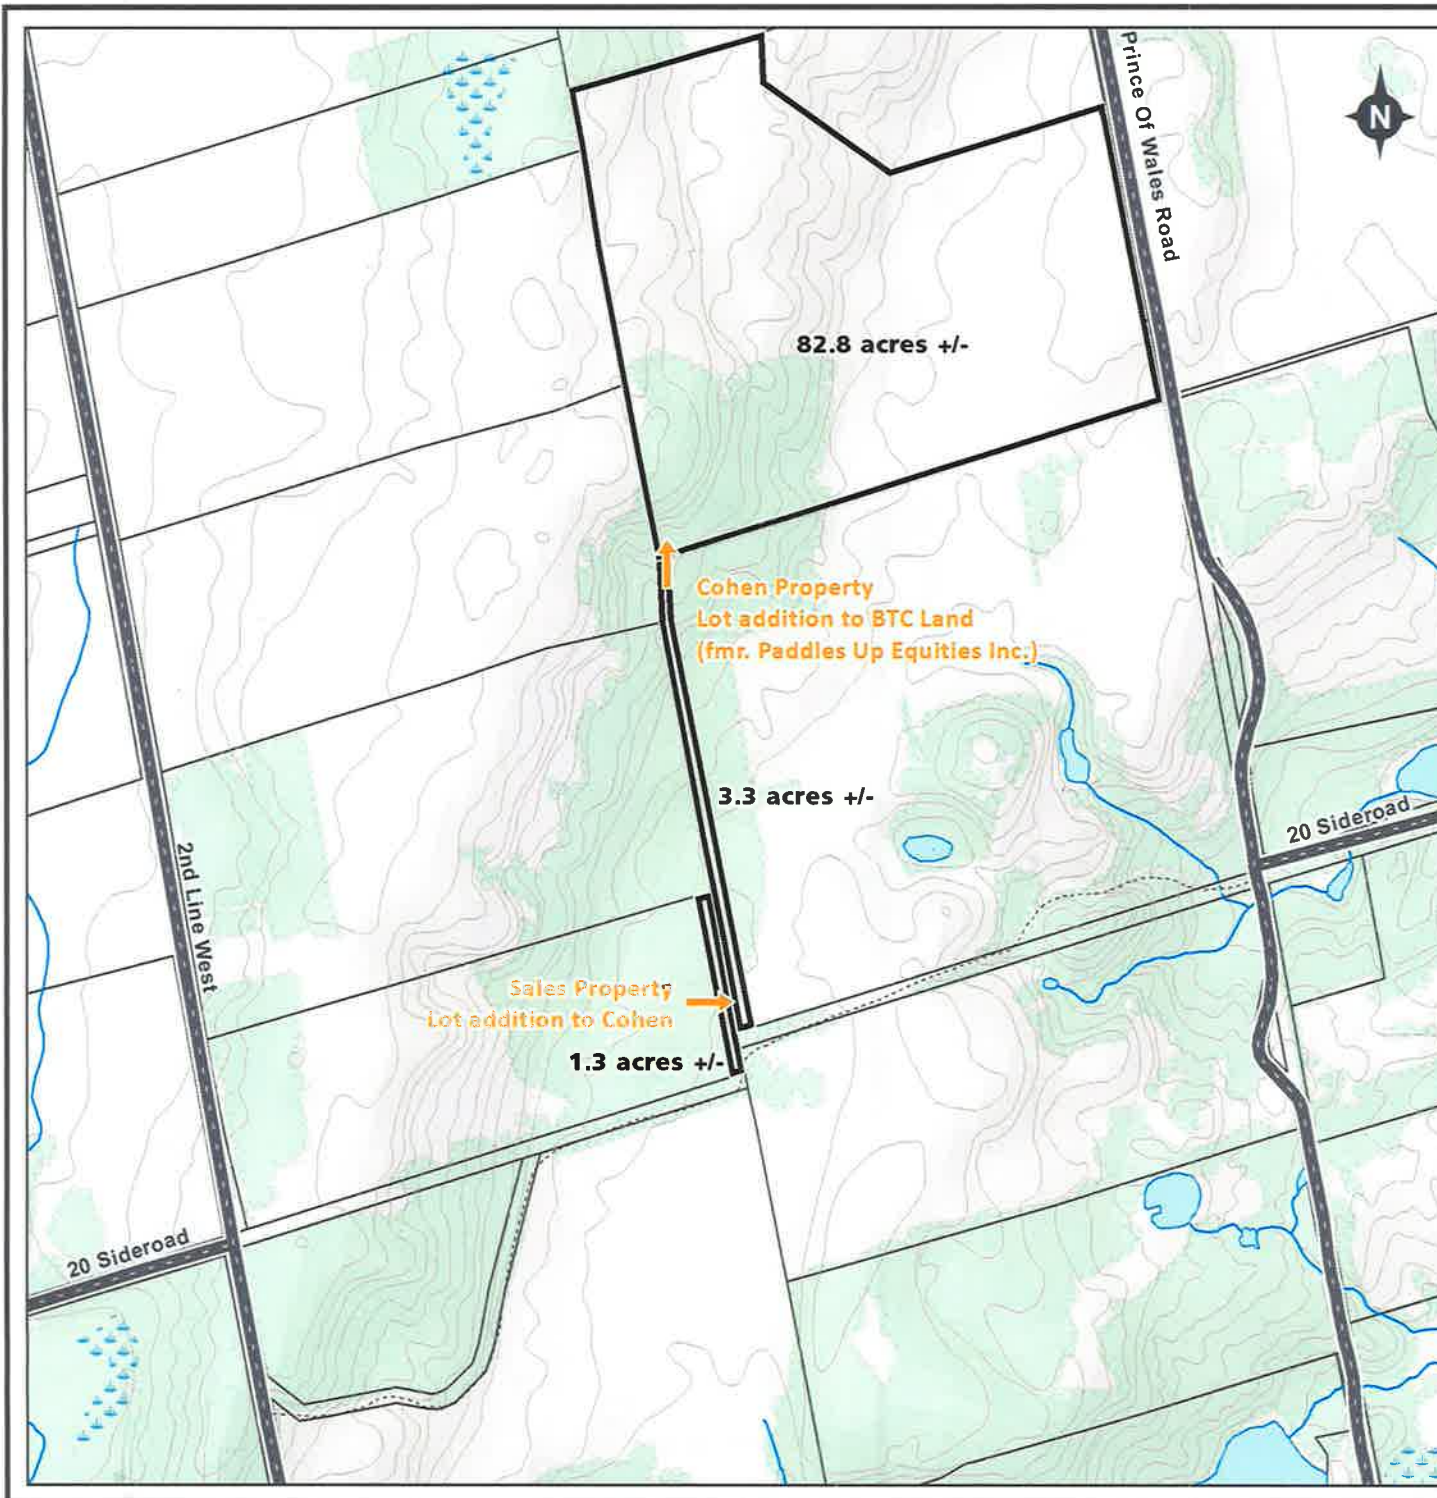 Prince Of Wales Road
N
82.8 acres +/-
Cohen Property
Lot addition to BTC Land
(fmr. Paddles Up Equities Inc.)
3.3 acres +/-
20 Sideroad
2nd Line West
Sales Property
Lot addition to Cohen
1.3 acres +/-
20 Sideroad